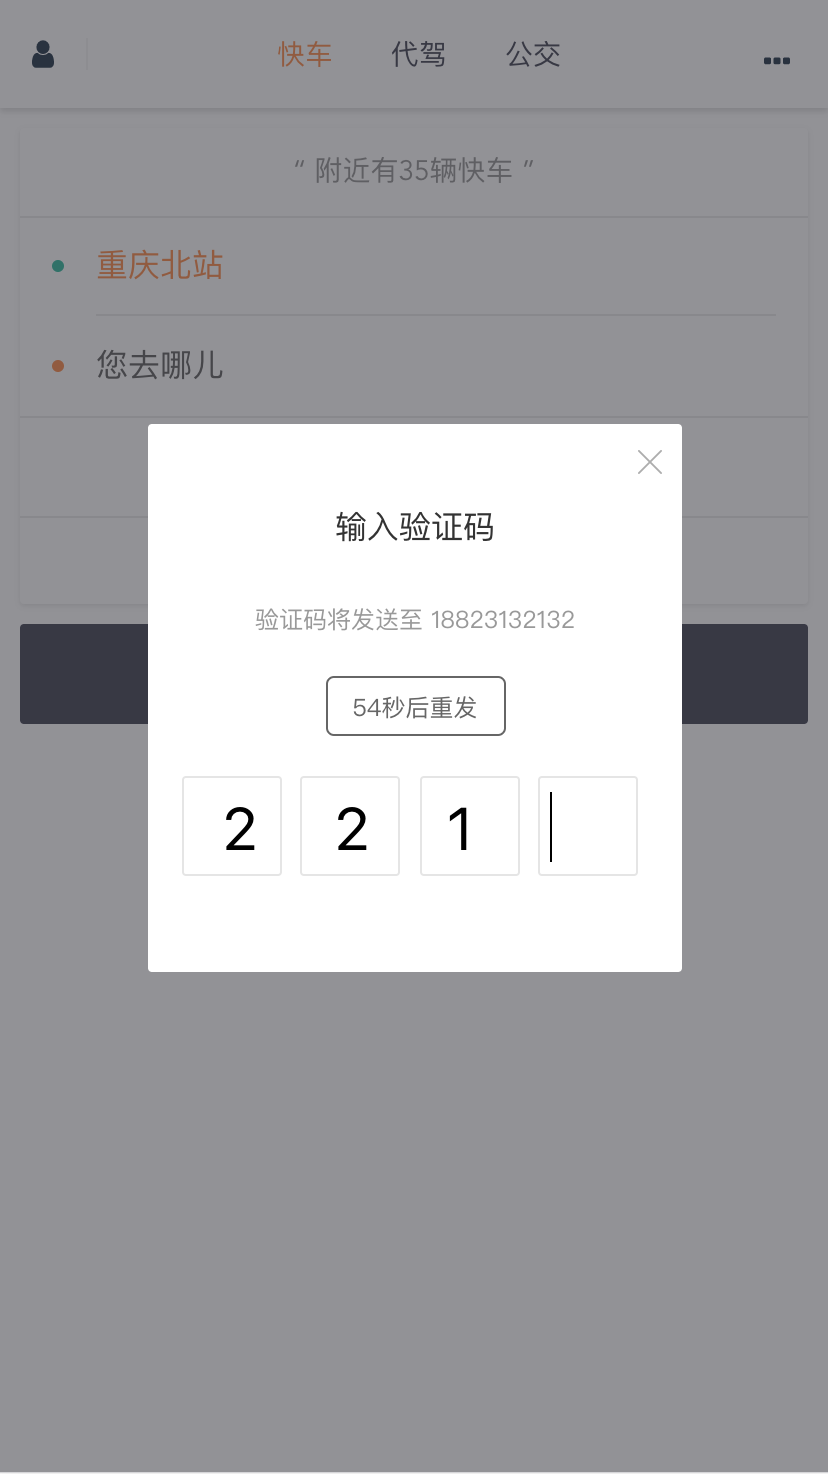 快车 代驾 公交
“ 附近有35辆快车 ”
重庆北站
您去哪儿
输入验证码
验证码将发送至 18823132132
54秒后重发
2 2 1